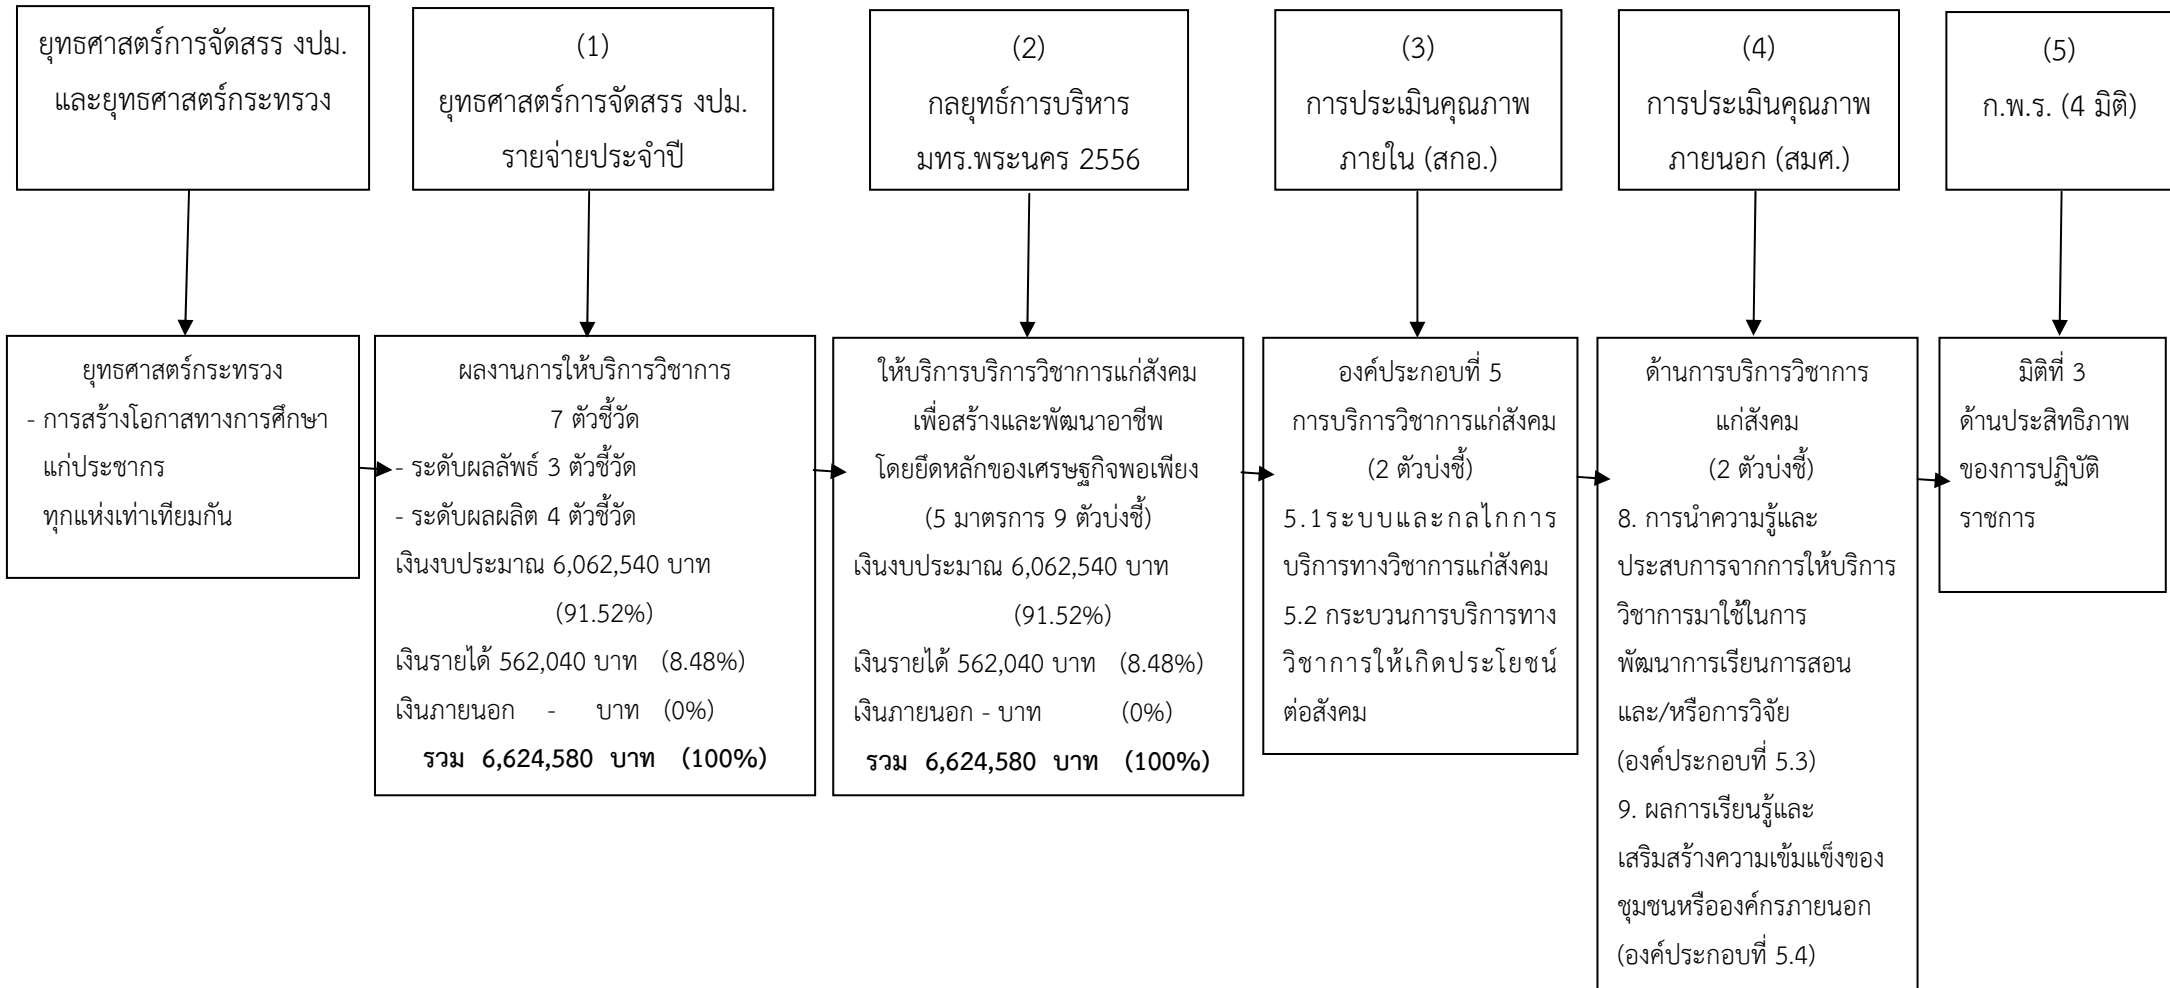 ยุทธศาสตร์การจัดสรร งปม.
และยุทธศาสตร์กระทรวง
(1)
ยุทธศาสตร์การจัดสรร งปม.
รายจ่ายประจำปี
(2)
กลยุทธ์การบริหาร
มทร.พระนคร 2556
(3)
การประเมินคุณภาพ
ภายใน (สกอ.)
(4)
การประเมินคุณภาพ
ภายนอก (สมศ.)
(5)
ก.พ.ร. (4 มิติ)
ยุทธศาสตร์กระทรวง
- การสร้างโอกาสทางการศึกษา
แก่ประชากร
ทุกแห่งเท่าเทียมกัน
ผลงานการให้บริการวิชาการ
7 ตัวชี้วัด
- ระดับผลลัพธ์ 3 ตัวชี้วัด
- ระดับผลผลิต 4 ตัวชี้วัด
เงินงบประมาณ 6,062,540 บาท
(91.52%)
เงินรายได้ 562,040 บาท (8.48%)
เงินภายนอก - บาท (0%)
รวม 6,624,580 บาท (100%)
ให้บริการบริการวิชาการแก่สังคม
เพื่อสร้างและพัฒนาอาชีพ
โดยยึดหลักของเศรษฐกิจพอเพียง
(5 มาตรการ 9 ตัวบ่งชี้)
เงินงบประมาณ 6,062,540 บาท
(91.52%)
เงินรายได้ 562,040 บาท (8.48%)
เงินภายนอก - บาท (0%)
รวม 6,624,580 บาท (100%)
องค์ประกอบที่ 5
การบริการวิชาการแก่สังคม
(2 ตัวบ่งชี้)
5.1ระบบและกลไกการ
บริการทางวิชาการแก่สังคม
5.2 กระบวนการบริการทาง
วิชาการให้เกิดประโยชน์
ต่อสังคม
ด้านการบริการวิชาการ
แก่สังคม
(2 ตัวบ่งชี้)
8. การนำความรู้และ
ประสบการจากการให้บริการ
วิชาการมาใช้ในการ
พัฒนาการเรียนการสอน
และ/หรือการวิจัย
(องค์ประกอบที่ 5.3)
9. ผลการเรียนรู้และ
เสริมสร้างความเข้มแข็งของ
ชุมชนหรือองค์กรภายนอก
(องค์ประกอบที่ 5.4)
มิติที่ 3
ด้านประสิทธิภาพ
ของการปฏิบัติ
ราชการ